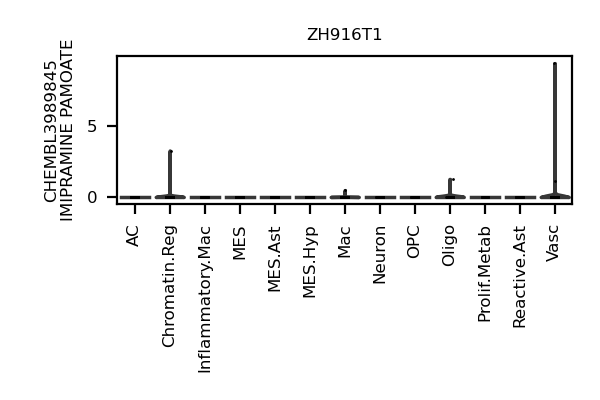 ZH916T1
CHEMBL3989845
IMIPRAMINE PAMOATE
5
0
AC
Chromatin.Reg
Inflammatory.Mac
MES
MES.Ast
MES.Hyp
Mac
Neuron
OPC
Oligo
Prolif.Metab
Reactive.Ast
Vasc